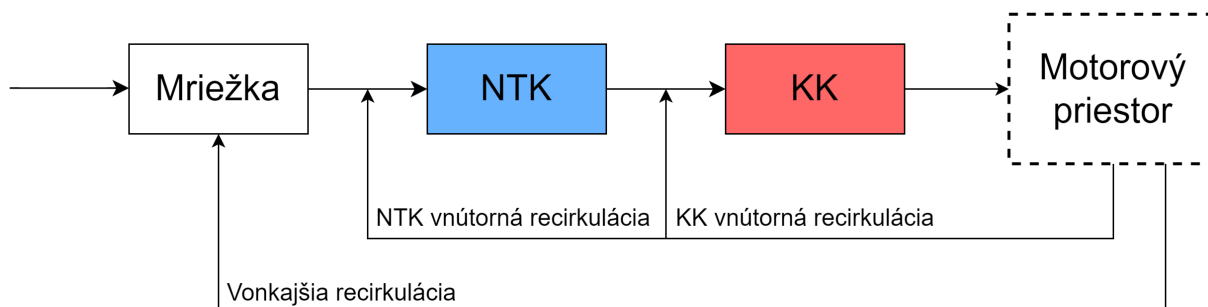 Mriežka
NTK
KK
Motorový
priestor
NTK vnútorná recirkulácia
KK vnútorná recirkulácia
Vonkajšia recirkulácia